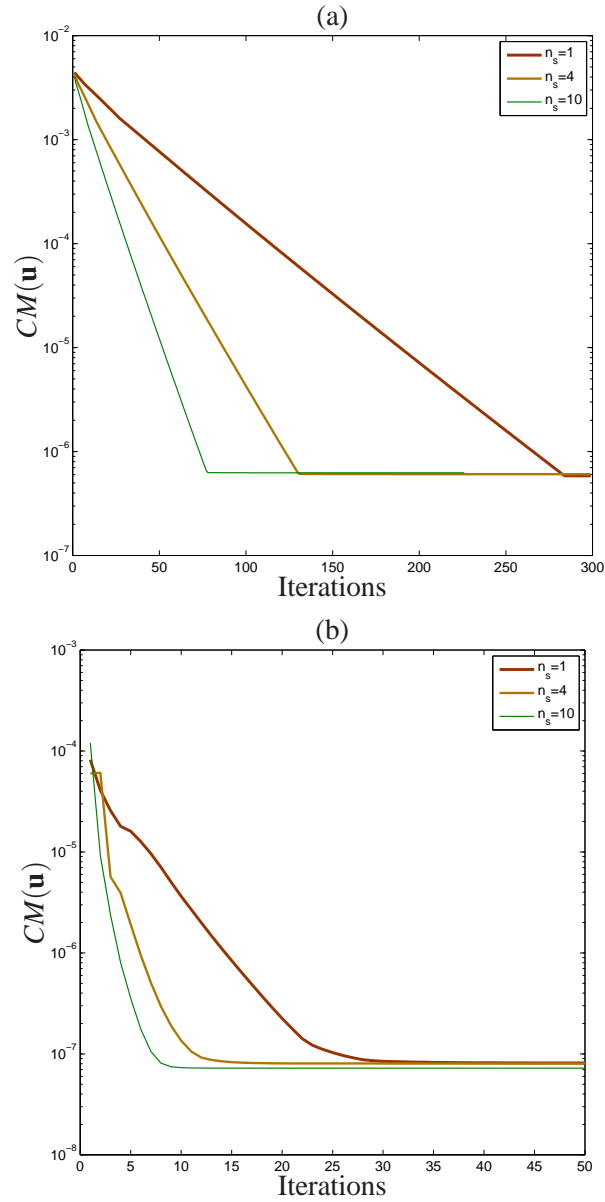 (a)
10^-2
10^-3
10^-4
10^-5
10^-6
10^-7
CM(u)
n_s=1
n_s=4
n_s=10
0 50 100 150 200 250 300
Iterations
(b)
10^-3
10^-4
10^-5
10^-6
10^-7
10^-8
CM(u)
n_s=1
n_s=4
n_s=10
0 5 10 15 20 25 30 35 40 45 50
Iterations